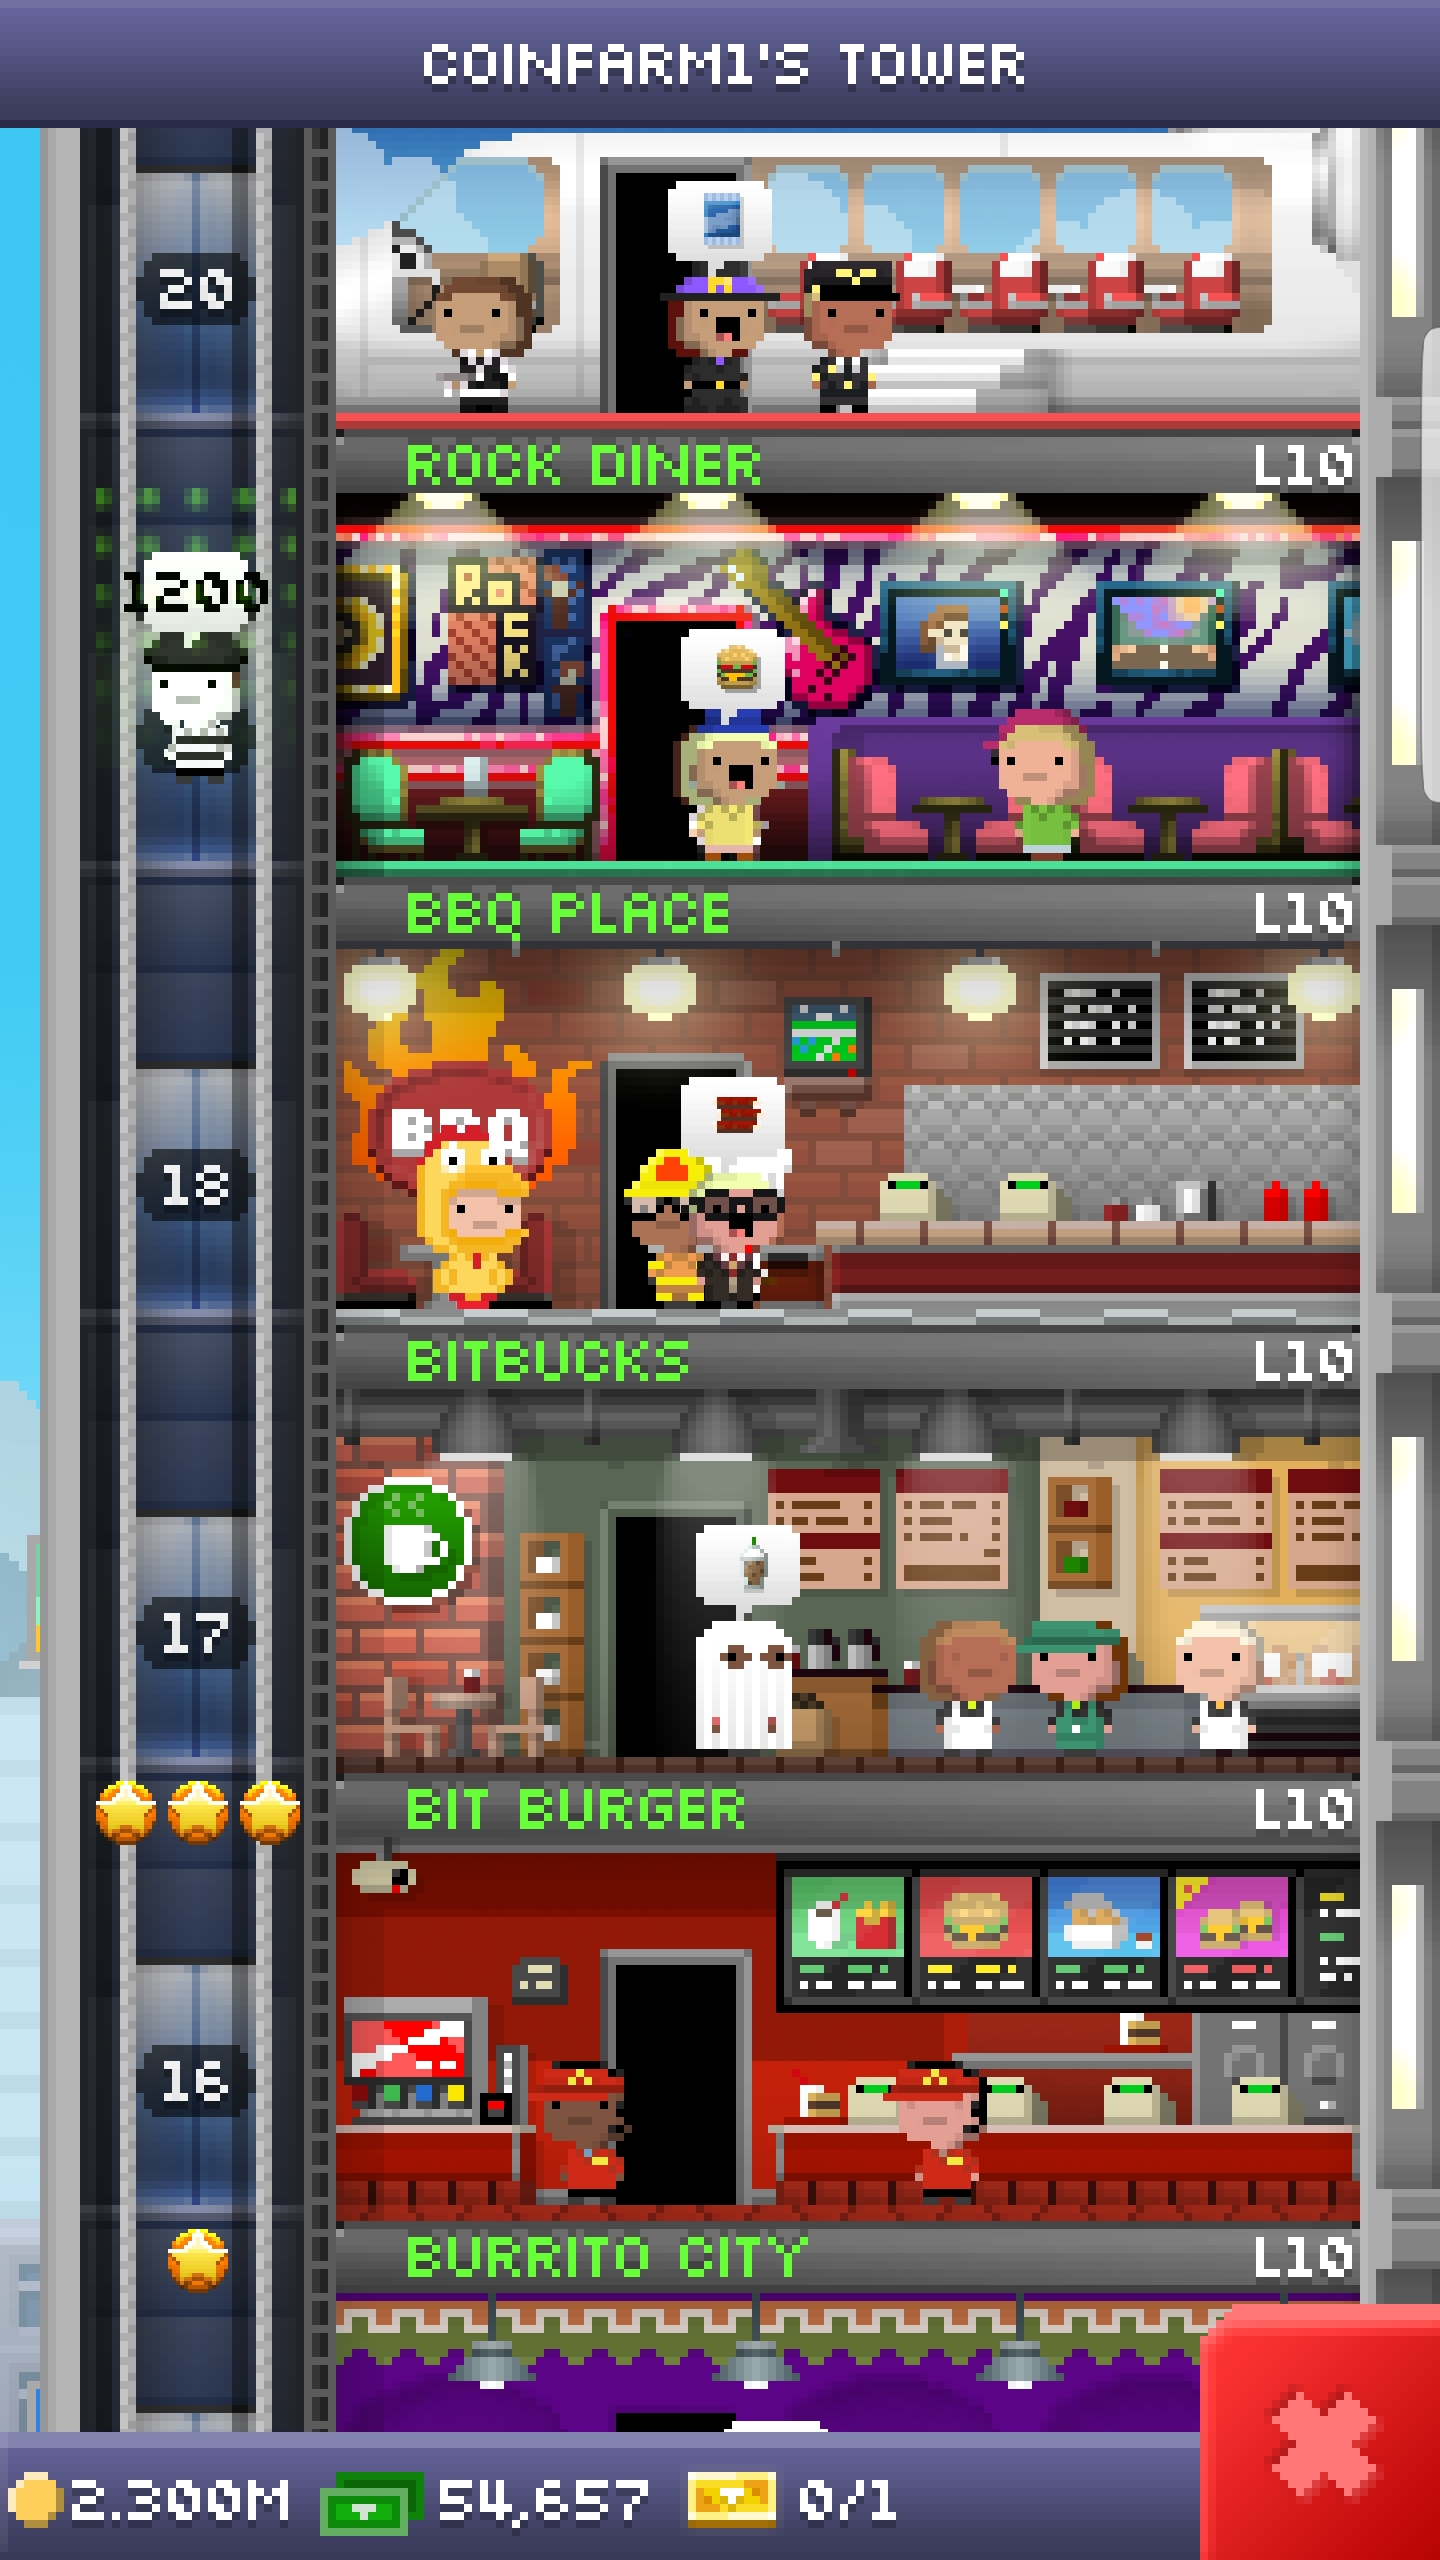 COINFARM1'S TOWER
20
ROCK DINER L10
1200
ROCK
BBQ PLACE L10
BBQ
18
BITBUCKS L10
17
BIT BURGER L10
16
BURRITO CITY L10
2.300M 54,657 0/1